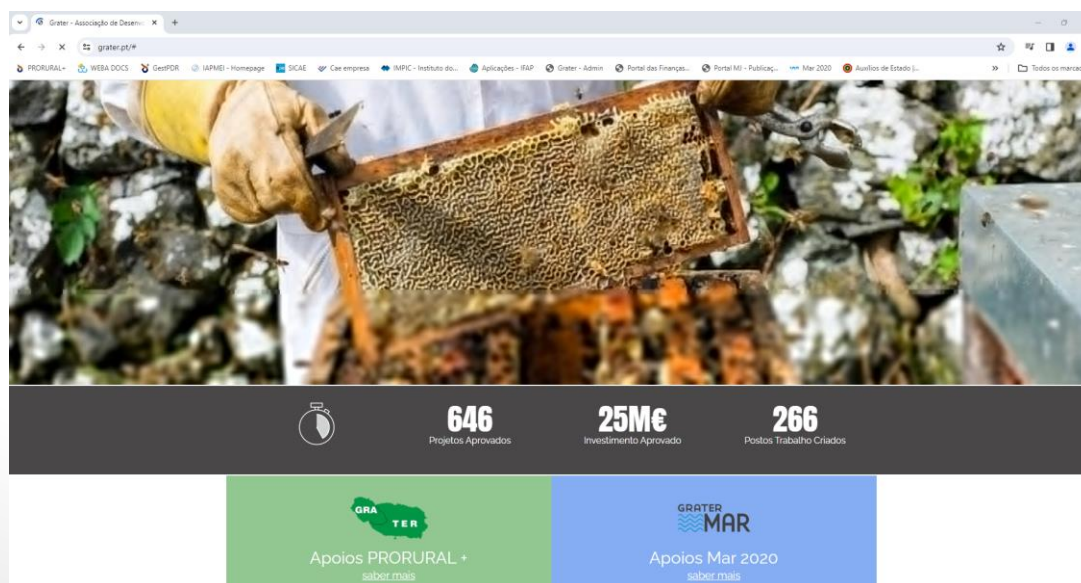 Grater - Associação de Desenv
grater.pt/#
PRORURAL+ WEBA DOCS GestPDR IAPMEI - Homepage SICAE Cae empresa IMPIC - Instituto do... Aplicações - IFAP Grater - Admin Portal das Finanças... Portal MJ - Publicaç... Mar 2020 Auxílios de Estado |... » Todos os marcad
646 25M€ 266
Projetos Aprovados Investimento Aprovado Postos Trabalho Criados
GRA
TER
Apoios PRORURAL +
saber mais
GRATER
MAR
Apoios Mar 2020
saber mais